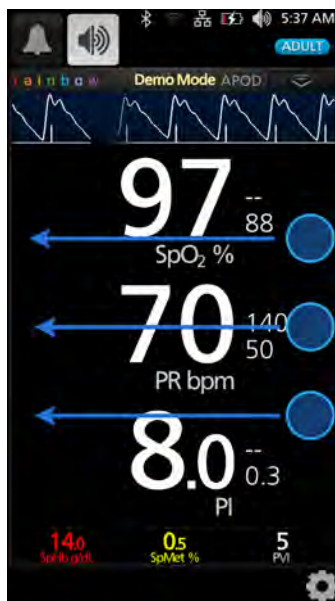 5:37 AM
ADULT
rainbow Demo Mode APOD
97 --
88
SpO₂ %
70 140
50
PR bpm
8.0 --
0.3
PI
14.0 0.5 5
SpHb g/dl SpMet % PVI